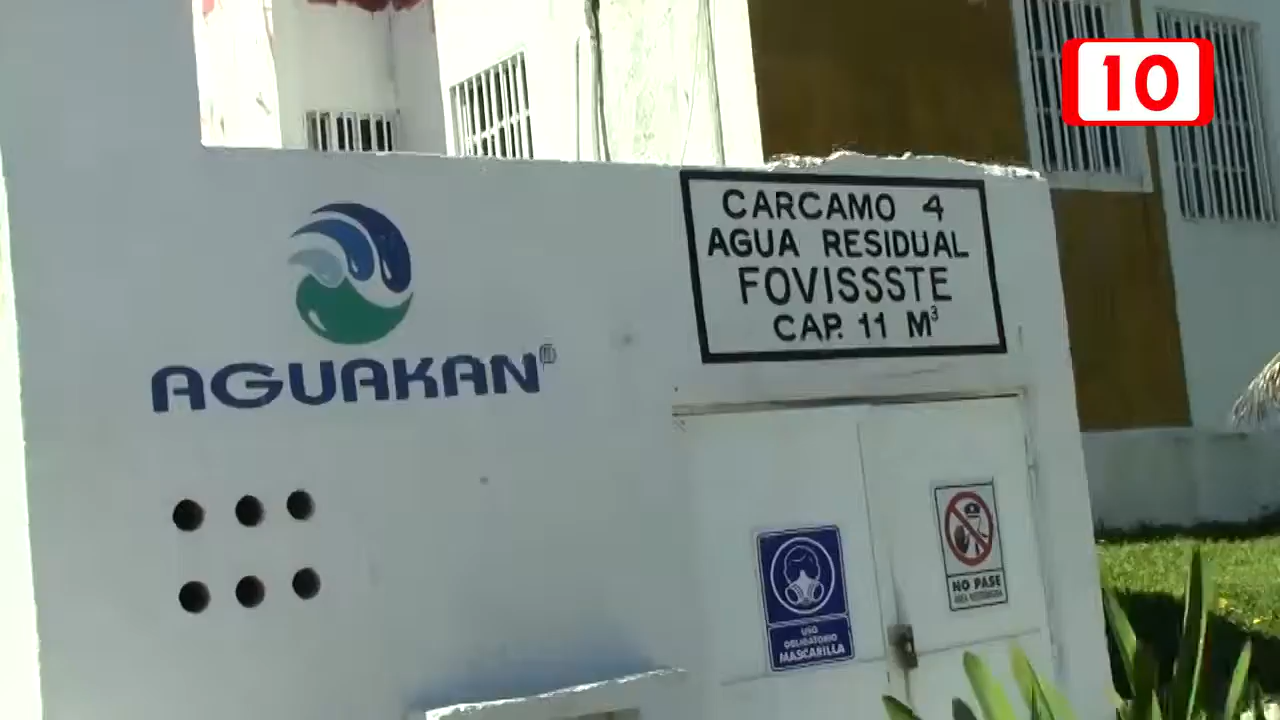 10
CARCAMO 4
AGUA RESIDUAL
FOVISSSTE
CAP. 11 M³
AGUAKAN®
USO
OBLIGATORIO
MASCARILLA
NO PASE